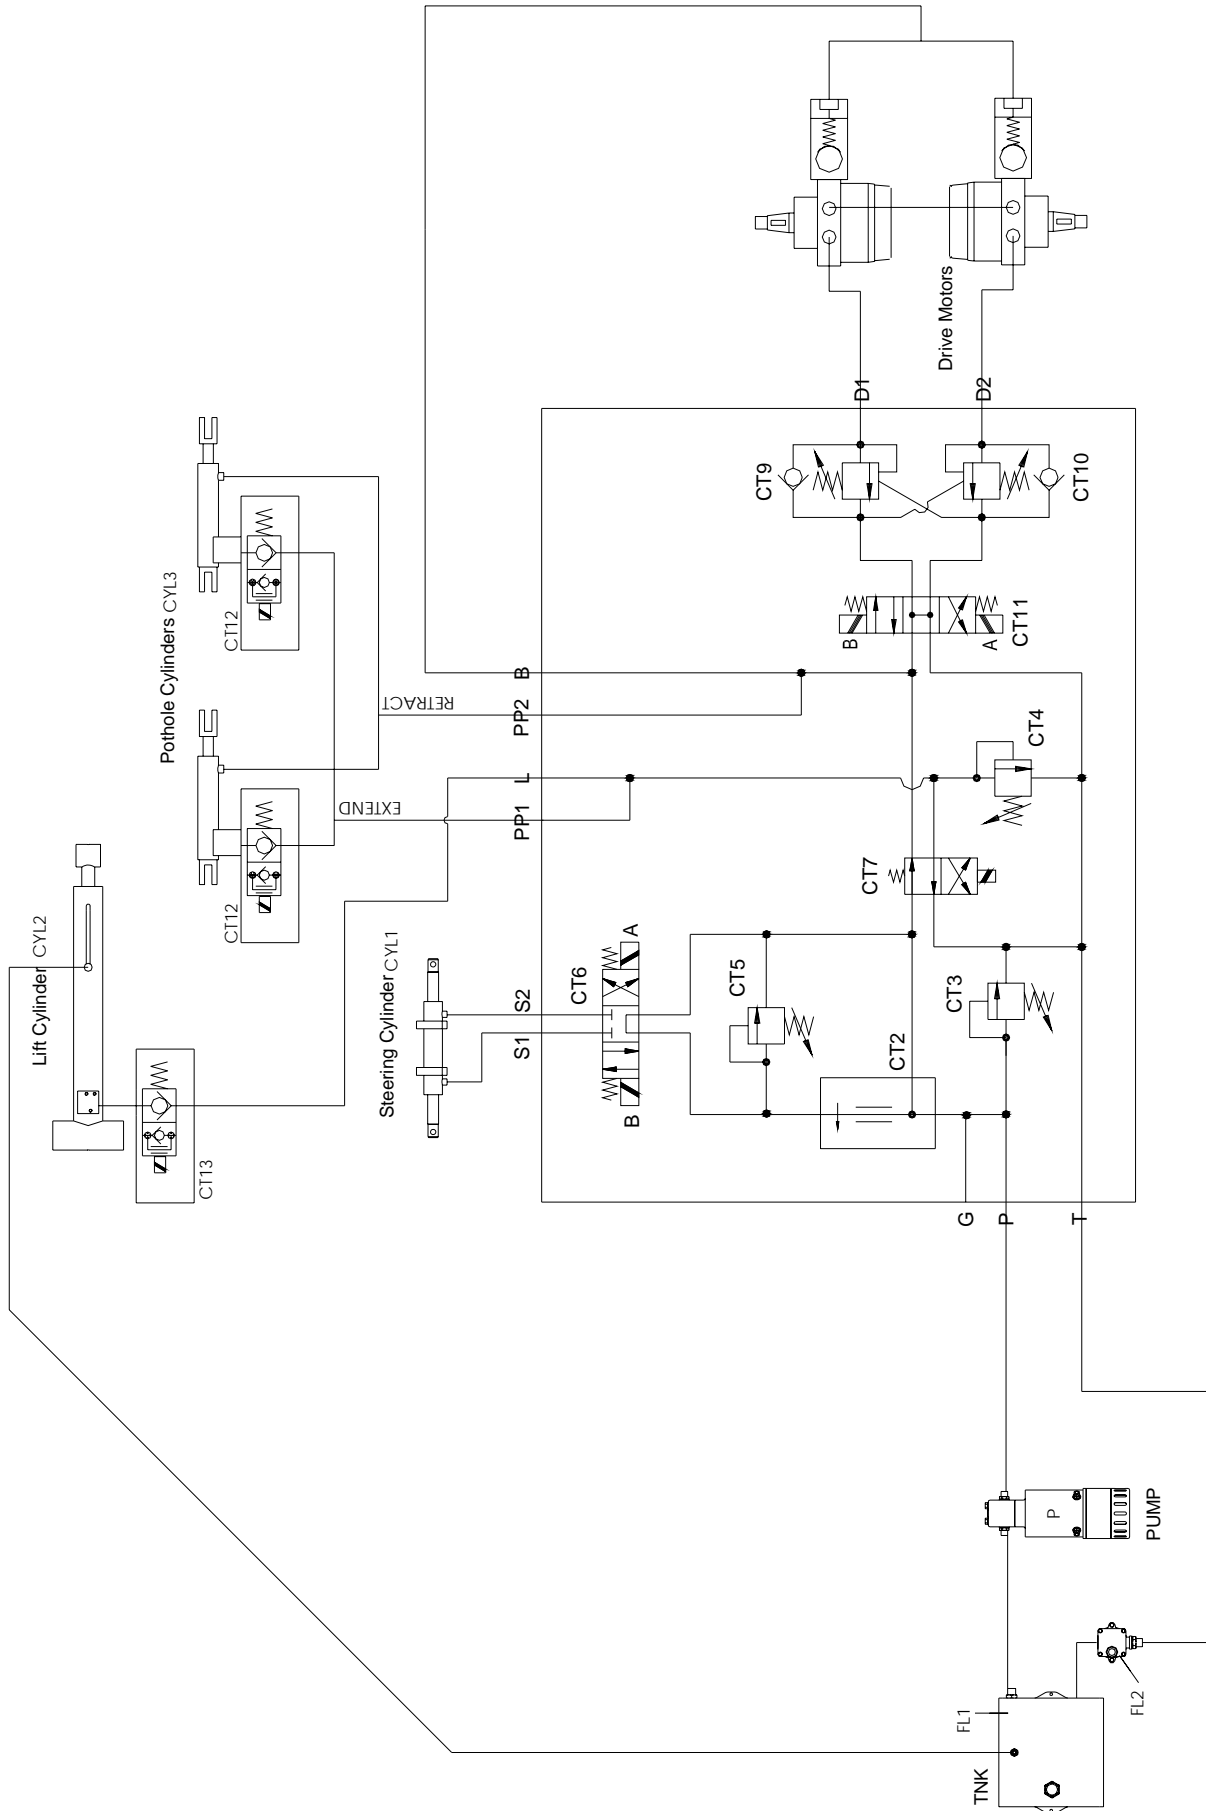 Drive Motors
D1
D2
CT9
CT10
Pothole Cylinders CYL3
CT12
B
A
CT11
B
PP2
RETRACT
CT4
L
PP1
EXTEND
CT7
CT12
Lift Cylinder CYL2
CT6
A
B
CT5
CT3
Steering Cylinder CYL1
S2
S1
CT2
CT13
G
P
T
P
PUMP
FL1
FL2
TNK